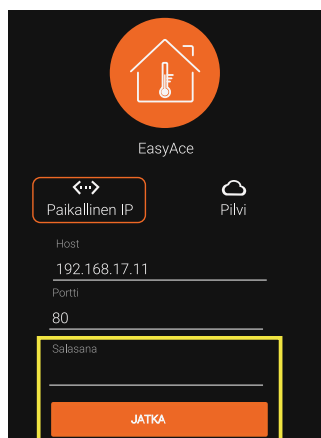 EasyAce
Paikallinen IP
Pilvi
Host
192.168.17.11
Portti
80
Salasana
JATKA